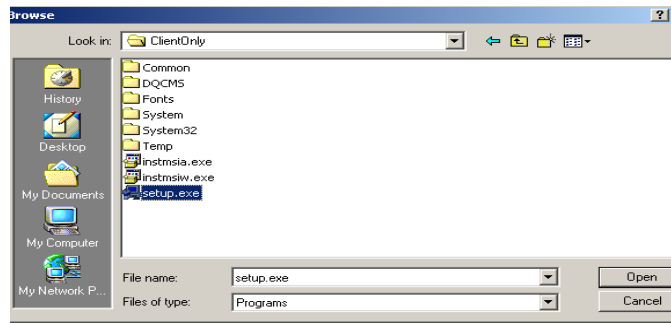 Browse
Look in: ClientOnly
History
Desktop
My Documents
My Computer
My Network P...
Common
DQCMS
Fonts
System
System32
Temp
instmsia.exe
instmsiw.exe
setup.exe
File name: setup.exe Open
Files of type: Programs Cancel